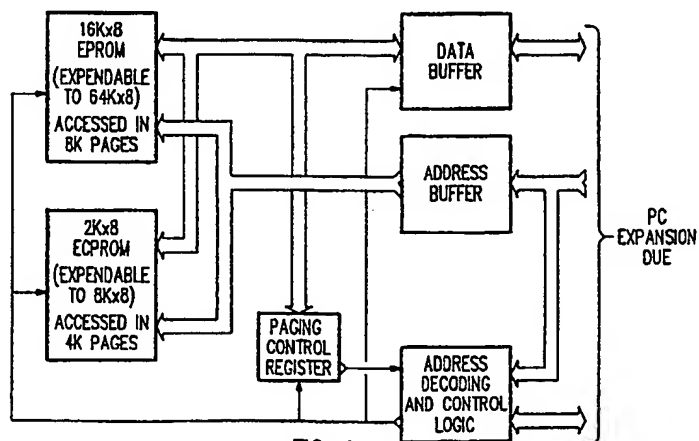 16Kx8
EPROM
(EXPENDABLE
TO 64Kx8)
ACCESSED IN
8K PAGES
DATA
BUFFER
ADDRESS
BUFFER
2Kx8
ECPROM
(EXPENDABLE
TO 8Kx8)
ACCESSED IN
4K PAGES
PAGING
CONTROL
REGISTER
ADDRESS
DECODING
AND CONTROL
LOGIC
PC
EXPANSION
DUE